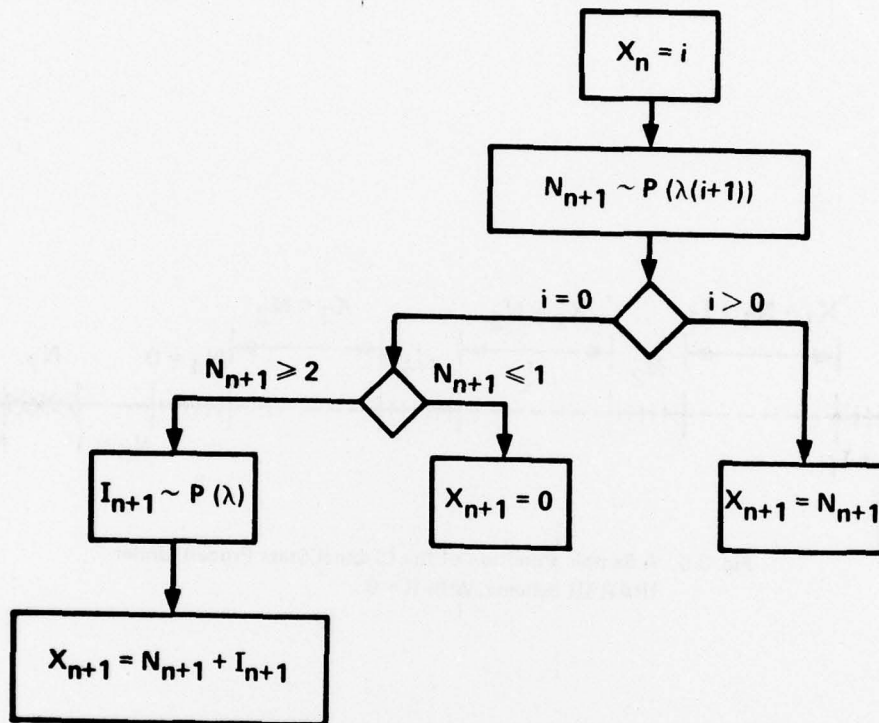 X_n = i
N_{n+1} ~ P (λ(i+1))
i = 0
i > 0
N_{n+1} ⩾ 2
N_{n+1} ⩽ 1
I_{n+1} ~ P (λ)
X_{n+1} = 0
X_{n+1} = N_{n+1}
X_{n+1} = N_{n+1} + I_{n+1}